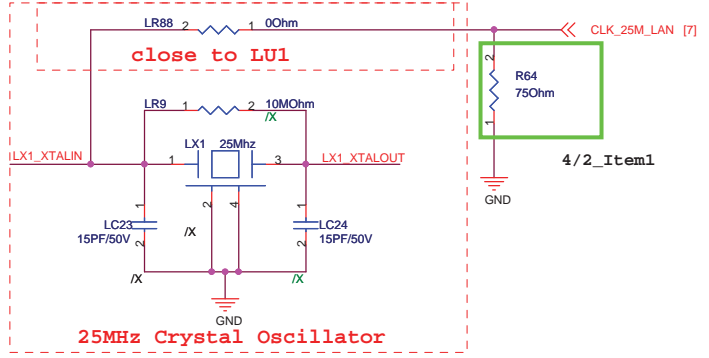 LR88 2 1 0Ohm
CLK_25M_LAN [7]
close to LU1
2
R64
75Ohm
1
LR9 1 2 10MOhm
/X
LX1 25Mhz
LX1_XTALIN 1 3 LX1_XTALOUT
4/2_Item1
GND
1 2 4 1
LC23 LC24
15PF/50V /X 15PF/50V
2 2
/X /X
GND
25MHz Crystal Oscillator